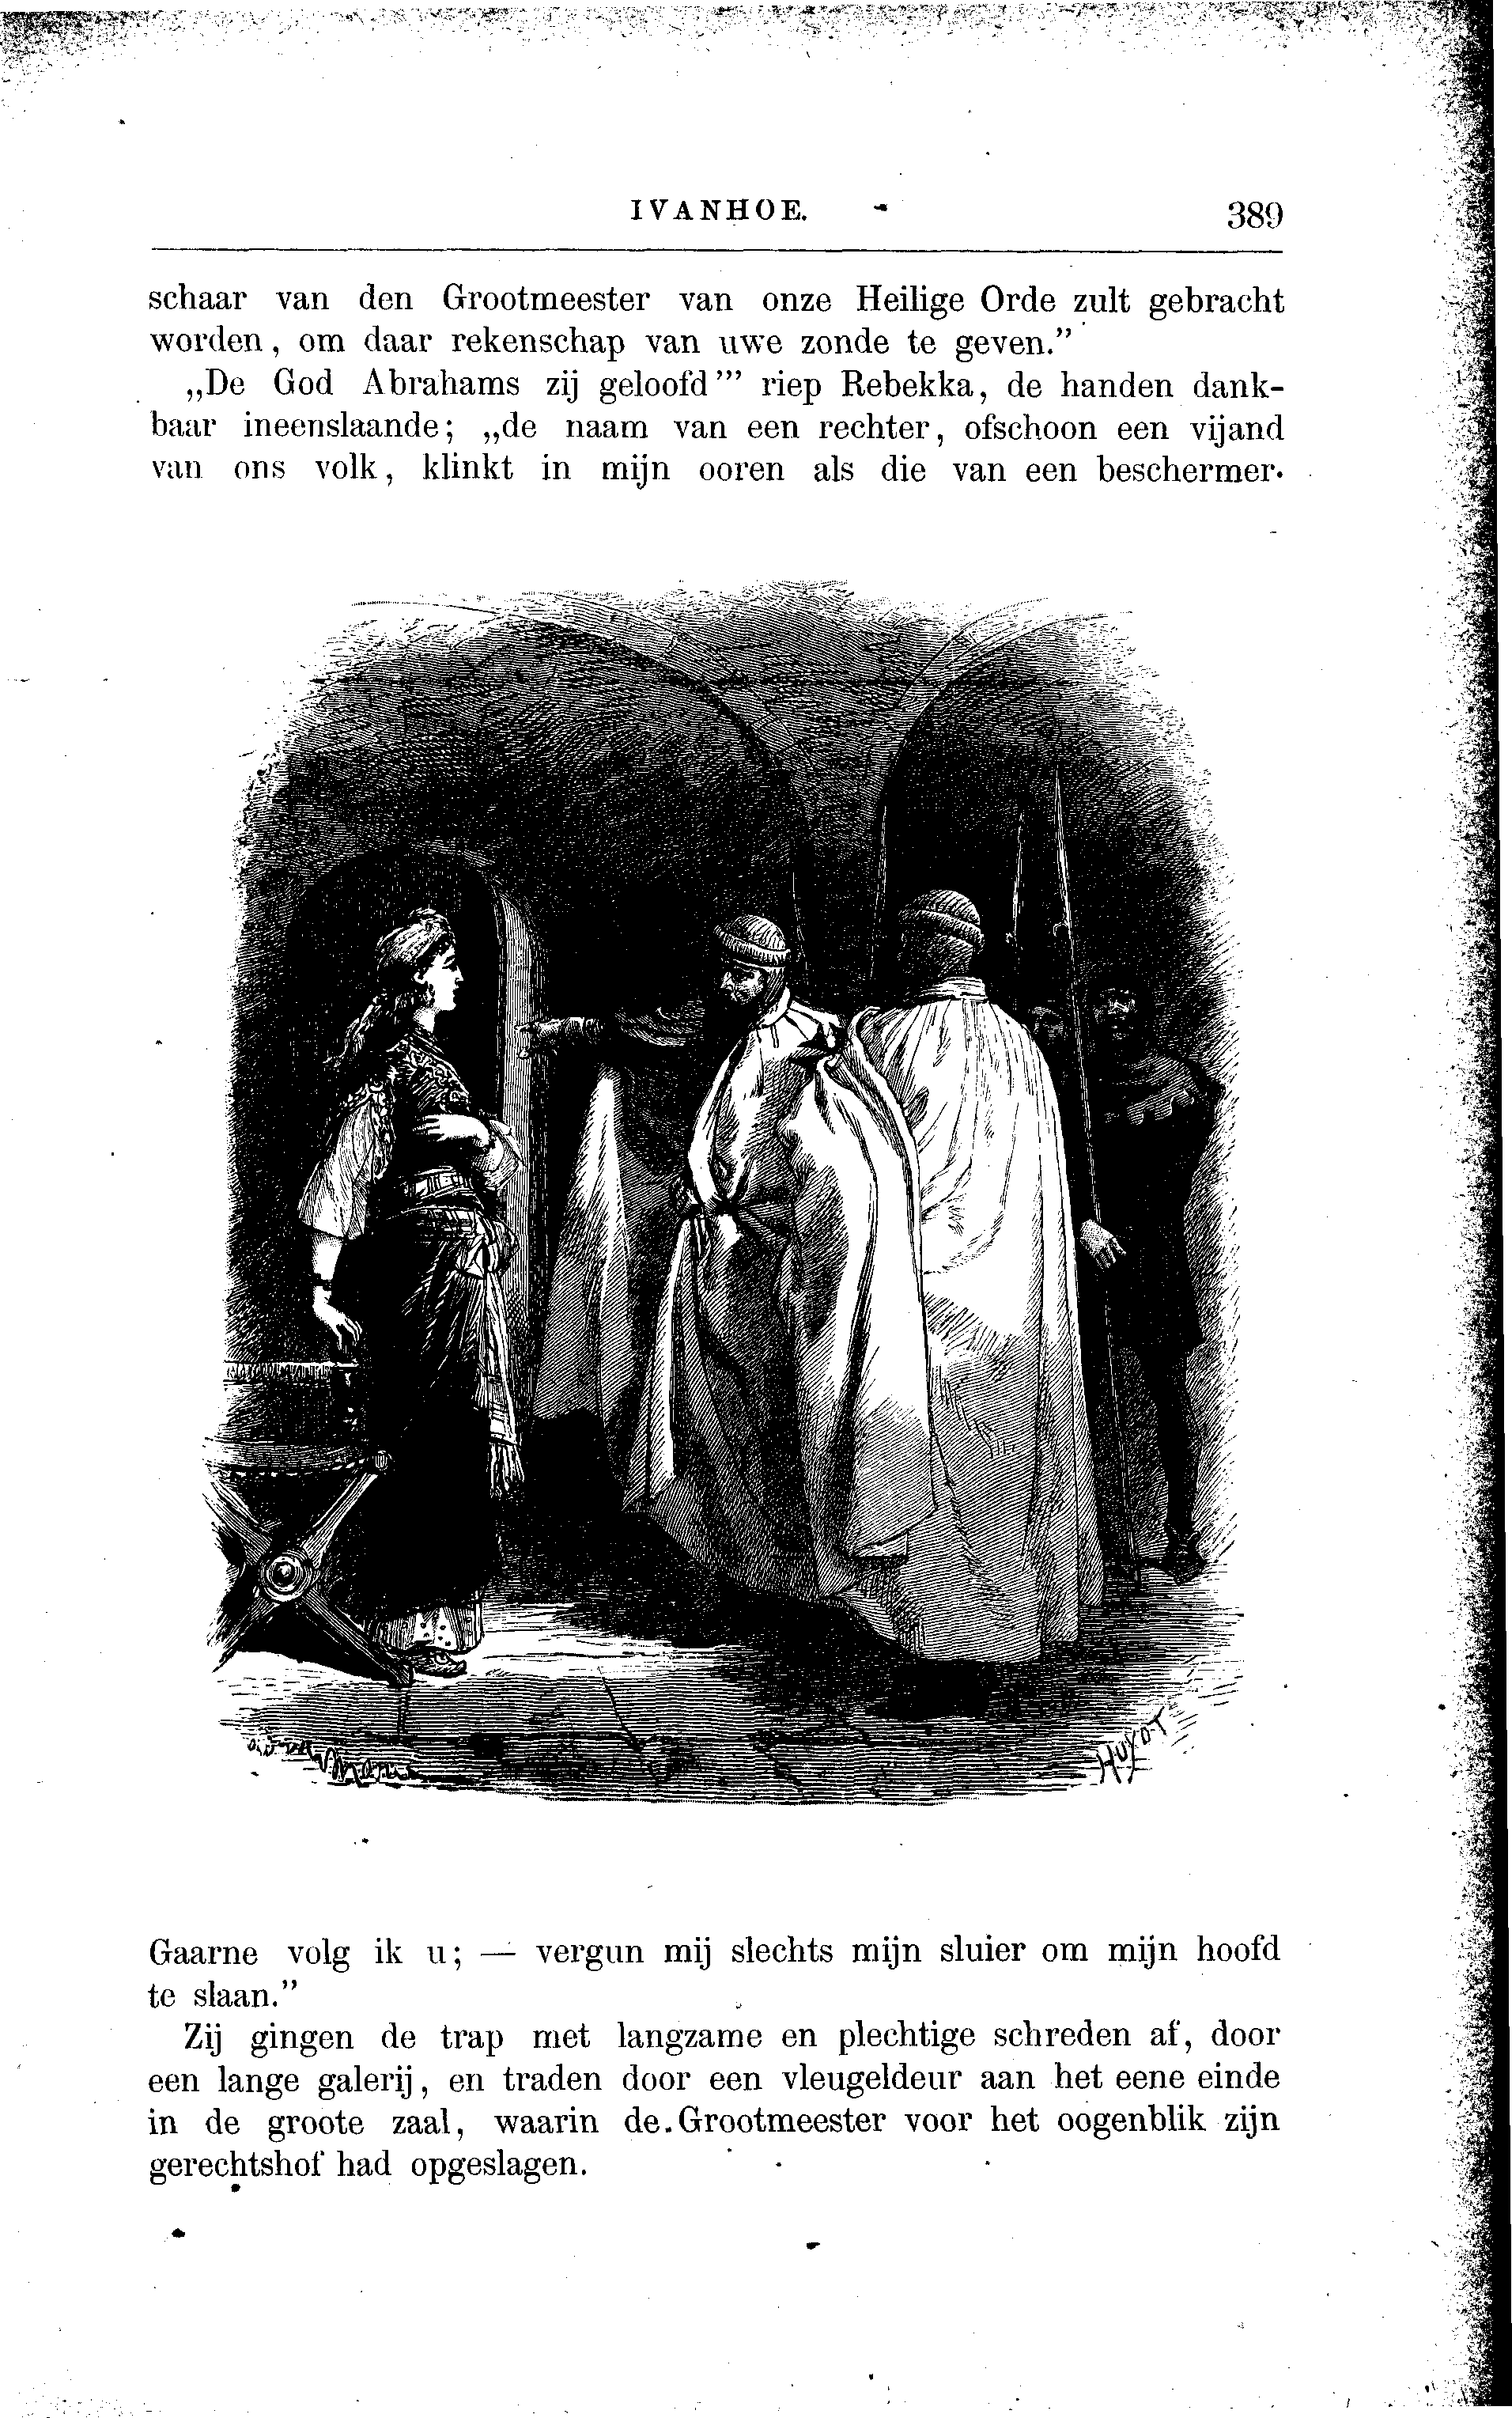 IVANHOE.
389
schaar van den Grootmeester van onze Heilige Orde zult gebracht
worden, om daar rekenschap van uwe zonde te geven.”
„De God Abrahams zij geloofd”’ riep Rebekka, de handen dank-
baar ineenslaande; „de naam van een rechter, ofschoon een vijand
van ons volk, klinkt in mijn ooren als die van een beschermer.
HUYOT
Gaarne volg ik u; — vergun mij slechts mijn sluier om mijn hoofd
te slaan.”
Zij gingen de trap met langzame en plechtige schreden af, door
een lange galerij, en traden door een vleugeldeur aan het eene einde
in de groote zaal, waarin de Grootmeester voor het oogenblik zijn
gerechtshof had opgeslagen.